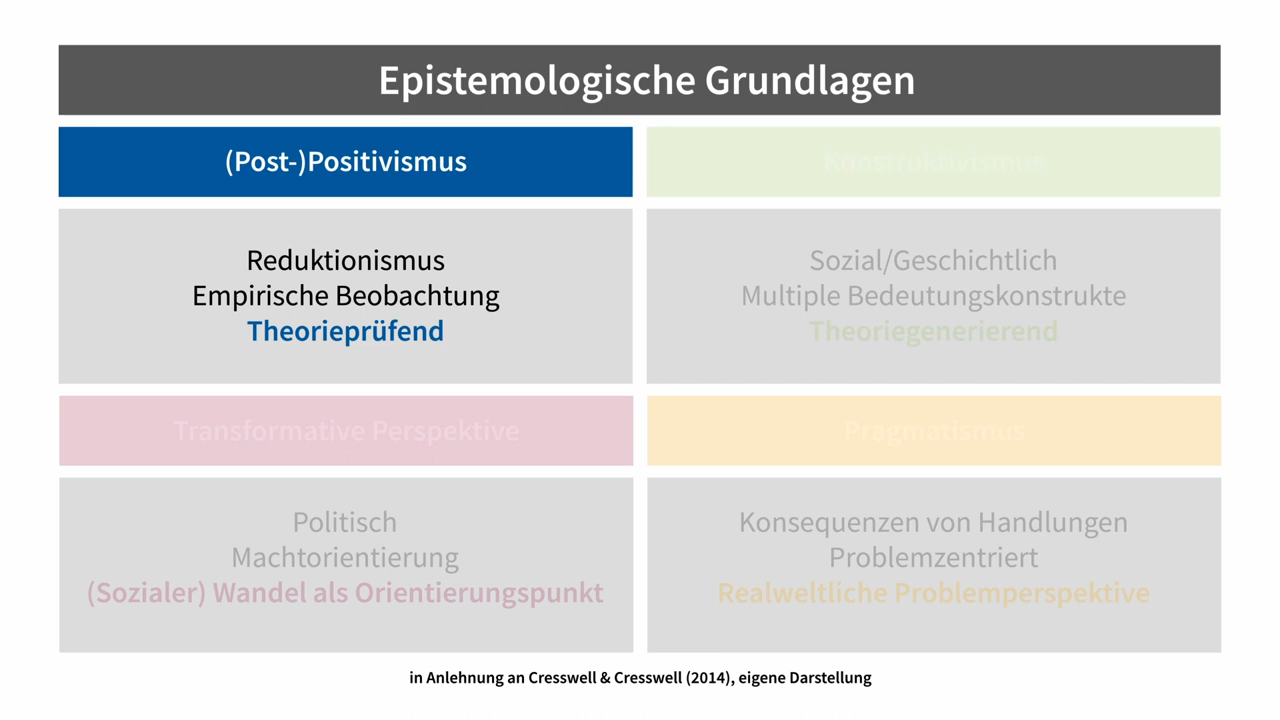 Epistemologische Grundlagen
(Post-)Positivismus
Konstruktivismus
Reduktionismus
Empirische Beobachtung
Theorieprüfend
Sozial/Geschichtlich
Multiple Bedeutungskonstrukte
Theoriegenerierend
Transformative Perspektive
Pragmatismus
Politisch
Machtorientierung
(Sozialer) Wandel als Orientierungspunkt
Konsequenzen von Handlungen
Problemzentriert
Realweltliche Problemperspektive
in Anlehnung an Cresswell & Cresswell (2014), eigene Darstellung